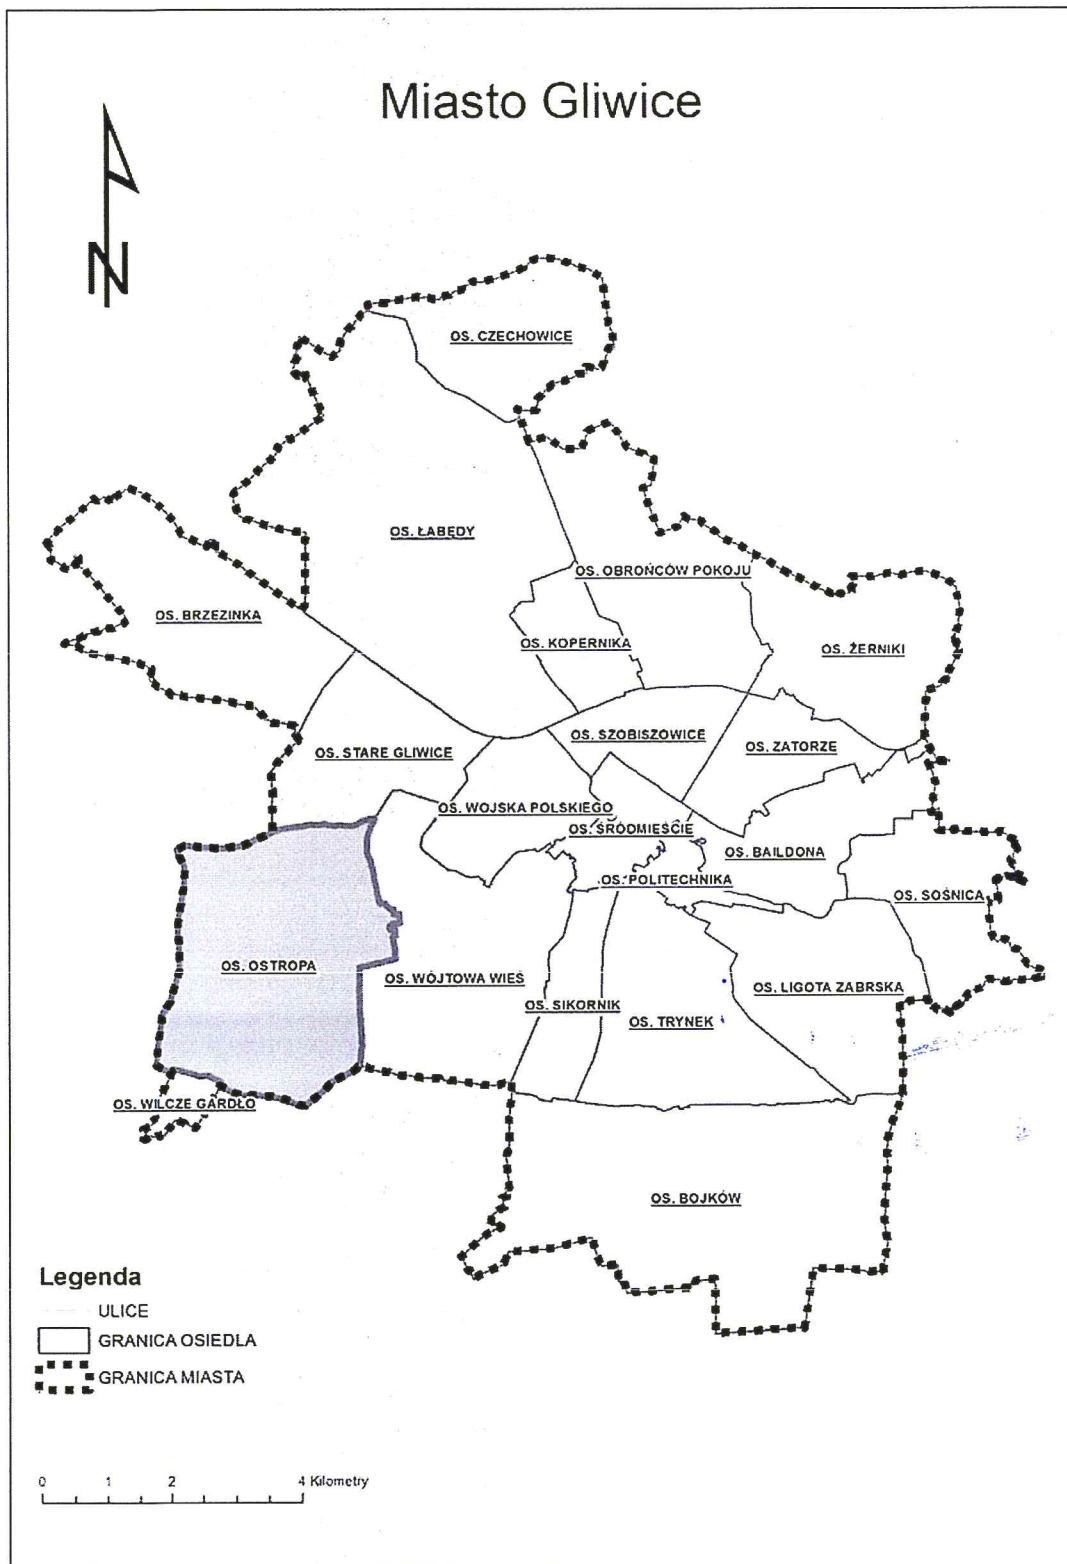 Miasto Gliwice
N
OS. CZECHOWICE
OS. ŁABĘDY
OS. OBROŃCÓW POKOJU
OS. BRZEZINKA
OS. KOPERNIKA
OS. ŻERNIKI
OS. STARE GLIWICE
OS. SZOBISZOWICE
OS. ZATORZE
OS. WOJSKA POLSKIEGO
OS. ŚRÓDMIEŚCIE
OS. BAILDONA
OS. POLITECHNIKA
OS. SOŚNICA
OS. OSTROPA
OS. WÓJTOWA WIEŚ
OS. LIGOTA ZABRSKA
OS. SIKORNIK
OS. TRYNEK
OS. WILCZE GARDŁO
OS. BOJKÓW
Legenda
ULICE
GRANICA OSIEDLA
GRANICA MIASTA
0 1 2 4 Kilometry